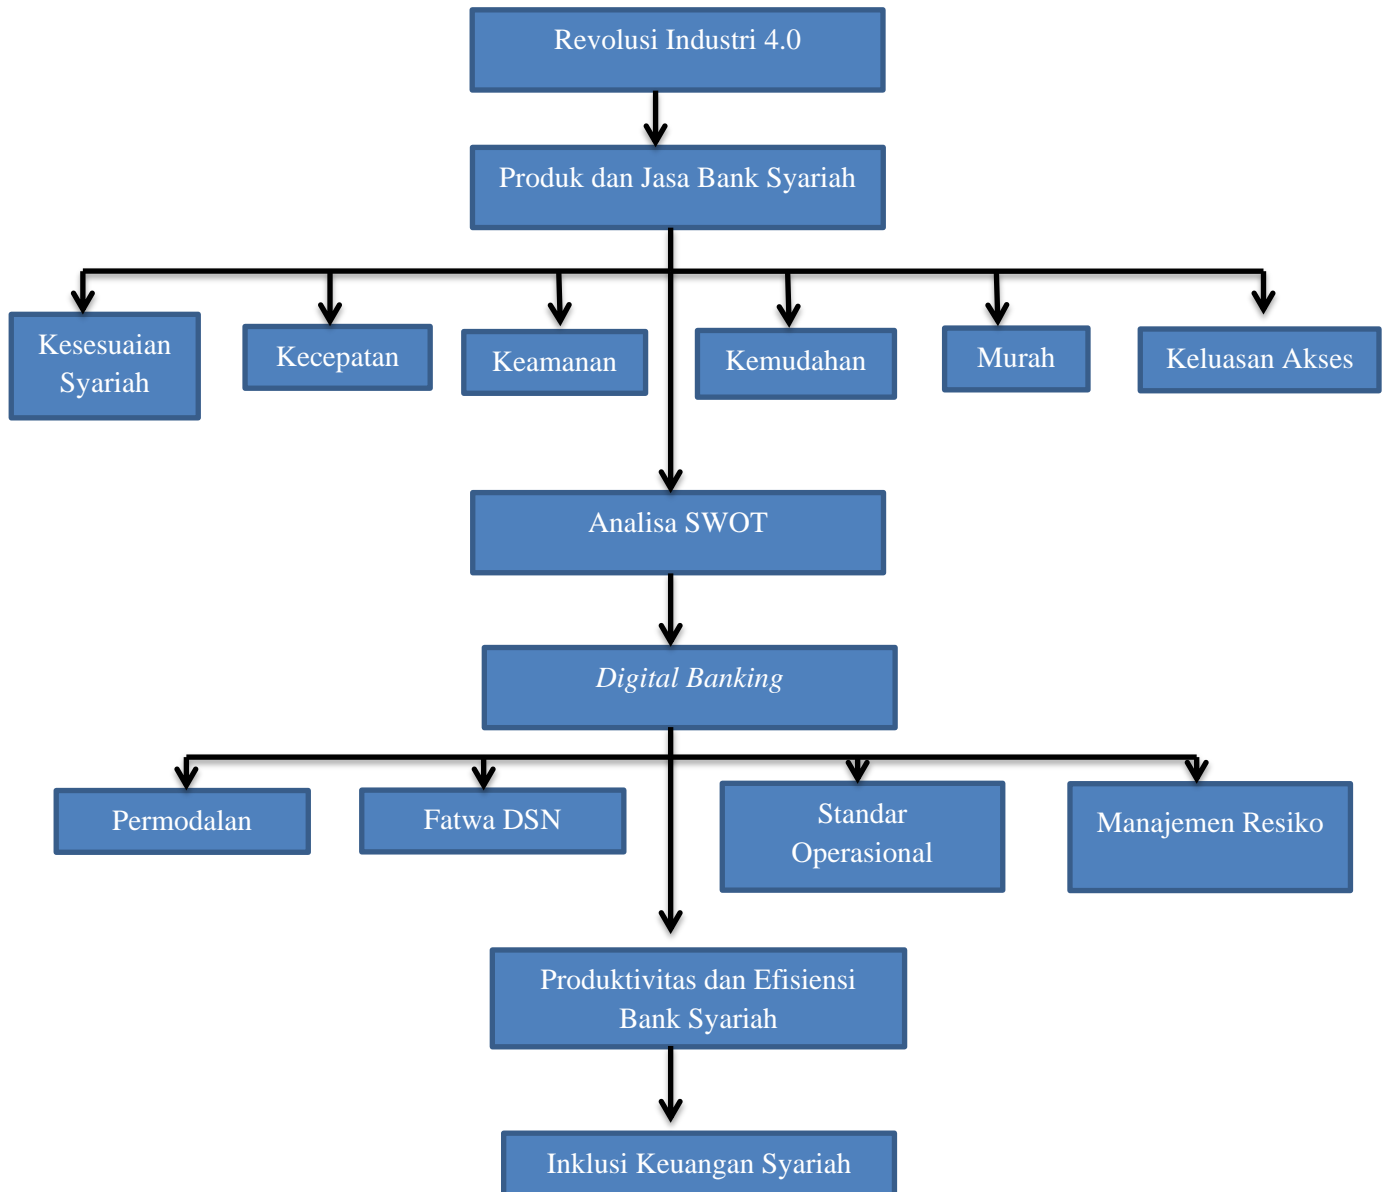 Revolusi Industri 4.0
Produk dan Jasa Bank Syariah
Kesesuaian
Syariah
Kecepatan
Keamanan
Kemudahan
Murah
Keluasan Akses
Analisa SWOT
Digital Banking
Permodalan
Fatwa DSN
Standar
Operasional
Manajemen Resiko
Produktivitas dan Efisiensi
Bank Syariah
Inklusi Keuangan Syariah